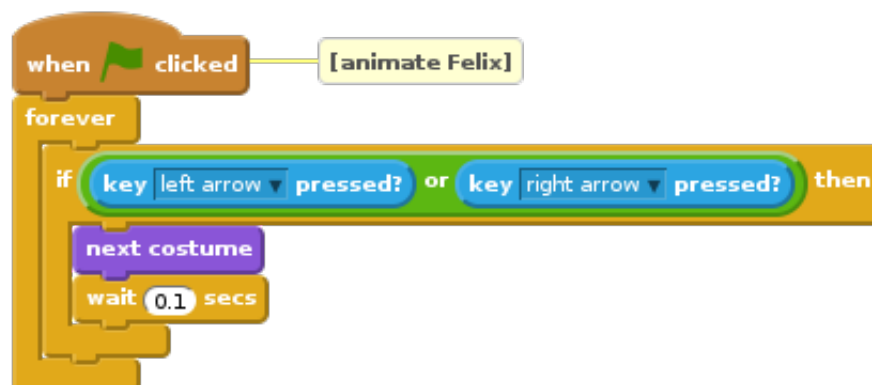 when clicked [animate Felix]
forever
if key left arrow pressed? or key right arrow pressed? then
next costume
wait 0.1 secs